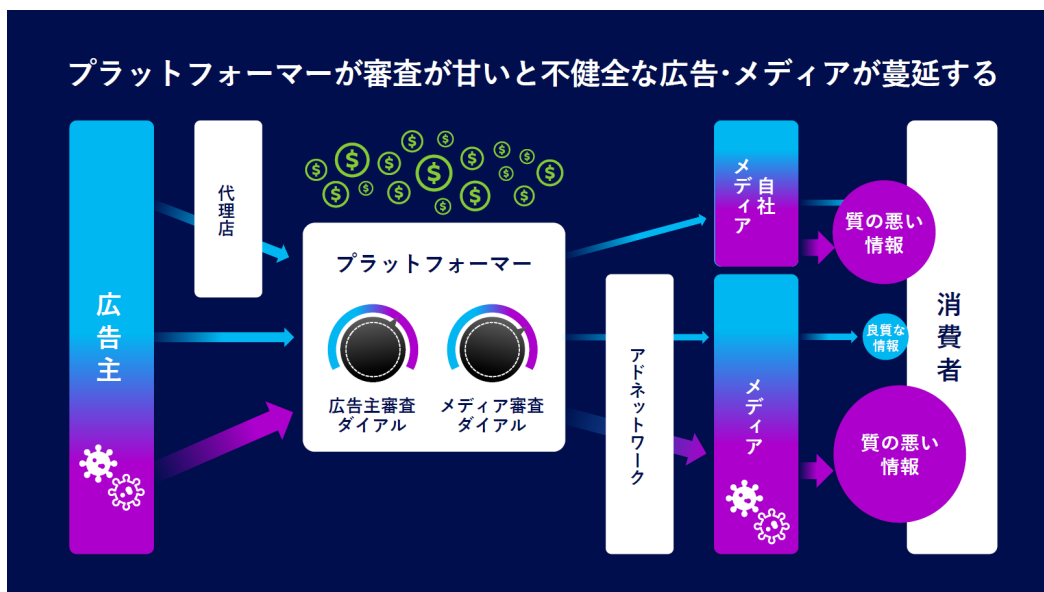 プラットフォーマーが審査が甘いと不健全な広告･メディアが蔓延する
広告主
代理店
プラットフォーマー
広告主審査
ダイアル
メディア審査
ダイアル
アドネットワーク
自社
メディア
メディア
質の悪い
情報
良質な
情報
質の悪い
情報
消費者